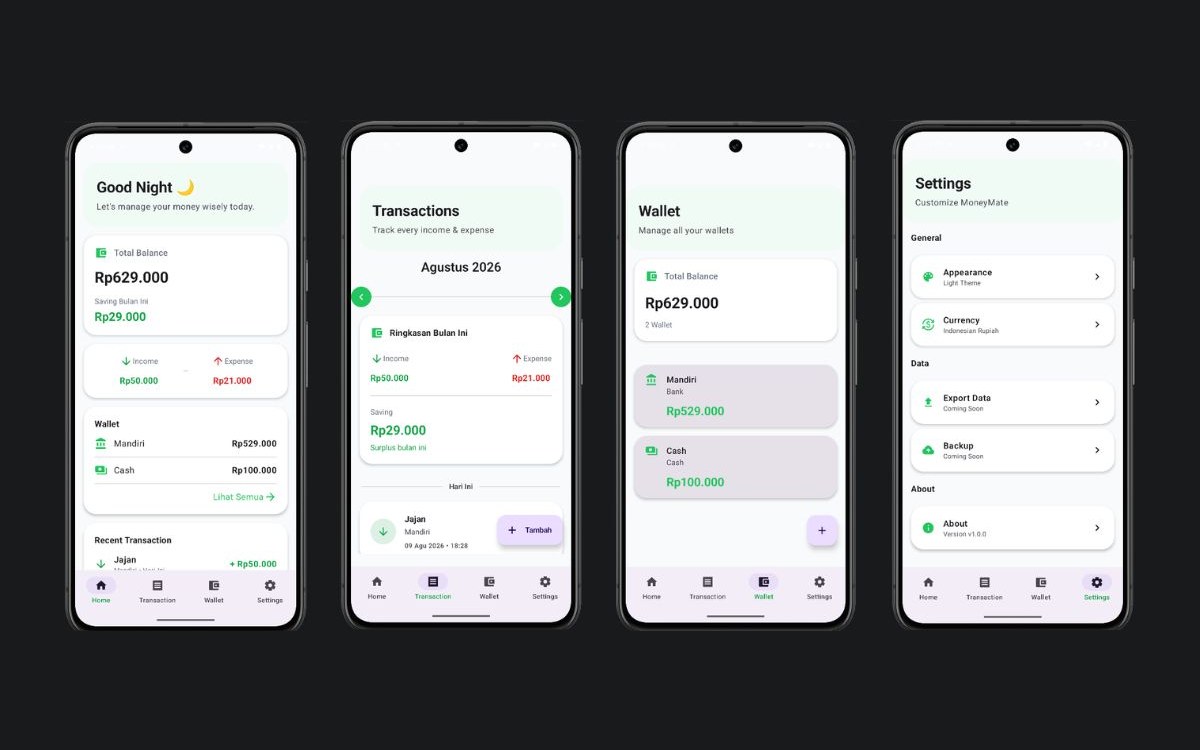 Good Night 🌙
Let's manage your money wisely today.
Total Balance
Rp629.000
Saving Bulan Ini
Rp29.000
Income
Expense
Rp50.000
Rp21.000
Wallet
Mandiri
Rp529.000
Cash
Rp100.000
Lihat Semua →
Recent Transaction
Jajan
+ Rp50.000
Home
Transaction
Wallet
Settings
Transactions
Track every income & expense
Agustus 2026
Ringkasan Bulan Ini
Income
Expense
Rp50.000
Rp21.000
Saving
Rp29.000
Surplus bulan ini
Hari Ini
Jajan
Mandiri
09 Agu 2026 • 18:28
+ Tambah
Home
Transaction
Wallet
Settings
Wallet
Manage all your wallets
Total Balance
Rp629.000
2 Wallet
Mandiri
Bank
Rp529.000
Cash
Cash
Rp100.000
+
Home
Transaction
Wallet
Settings
Settings
Customize MoneyMate
General
Appearance
Light Theme
Currency
Indonesian Rupiah
Data
Export Data
Coming Soon
Backup
Coming Soon
About
About
Version v1.0.0
Home
Transaction
Wallet
Settings